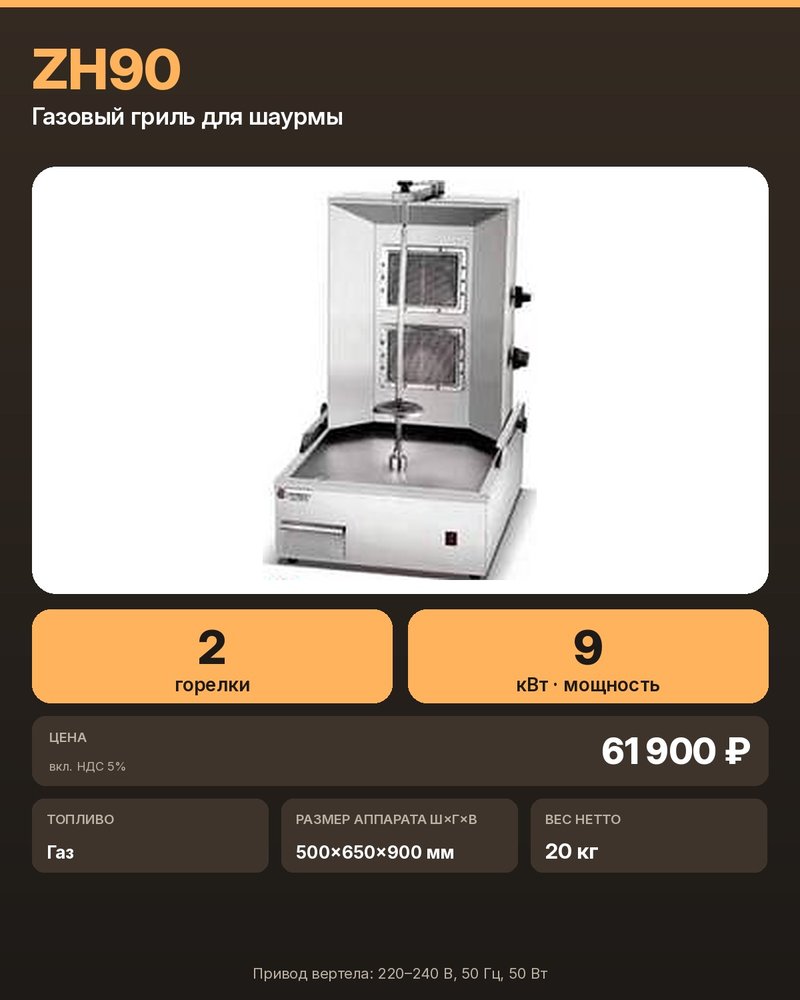 ZH90
Газовый гриль для шаурмы
2
горелки
9
кВт · мощность
ЦЕНА
вкл. НДС 5%
61 900 ₽
ТОПЛИВО
Газ
РАЗМЕР АППАРАТА Ш×Г×В
500×650×900 мм
ВЕС НЕТТО
20 кг
Привод вертела: 220–240 В, 50 Гц, 50 Вт